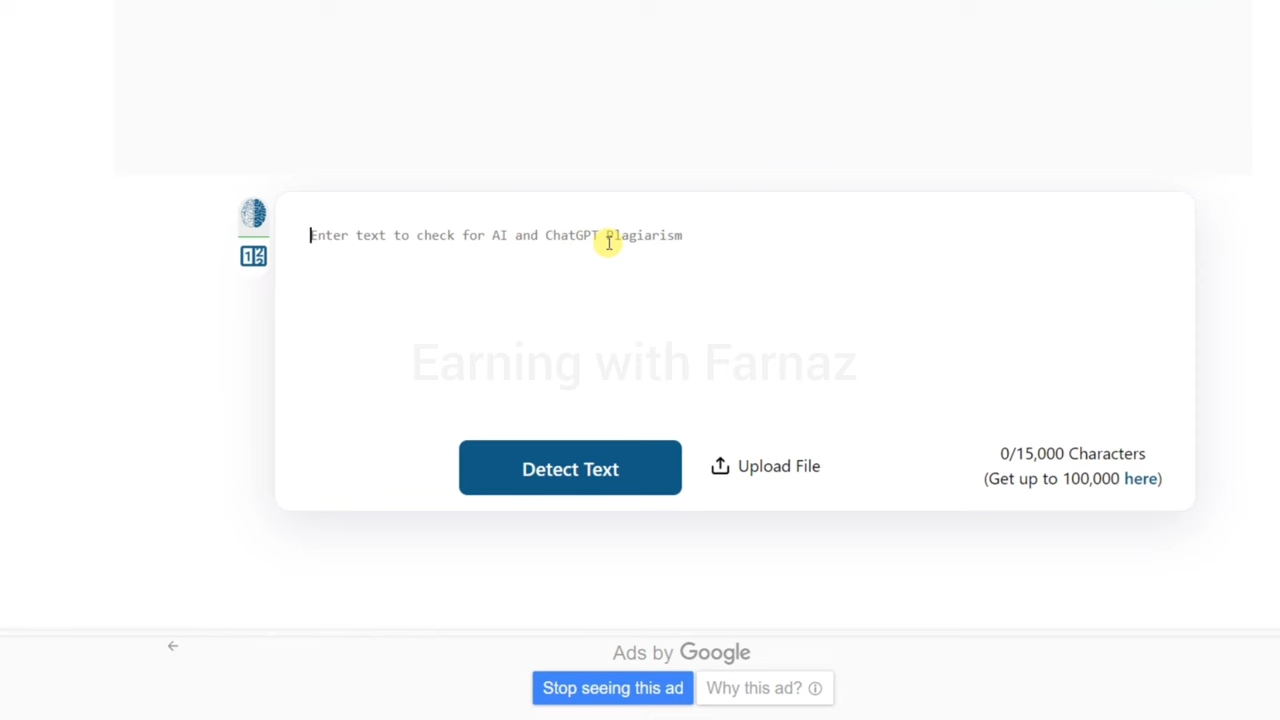 Enter text to check for AI and ChatGPT Plagiarism
Earning with Farnaz
Detect Text
Upload File
0/15,000 Characters
(Get up to 100,000 here)
Ads by Google
Stop seeing this ad
Why this ad?